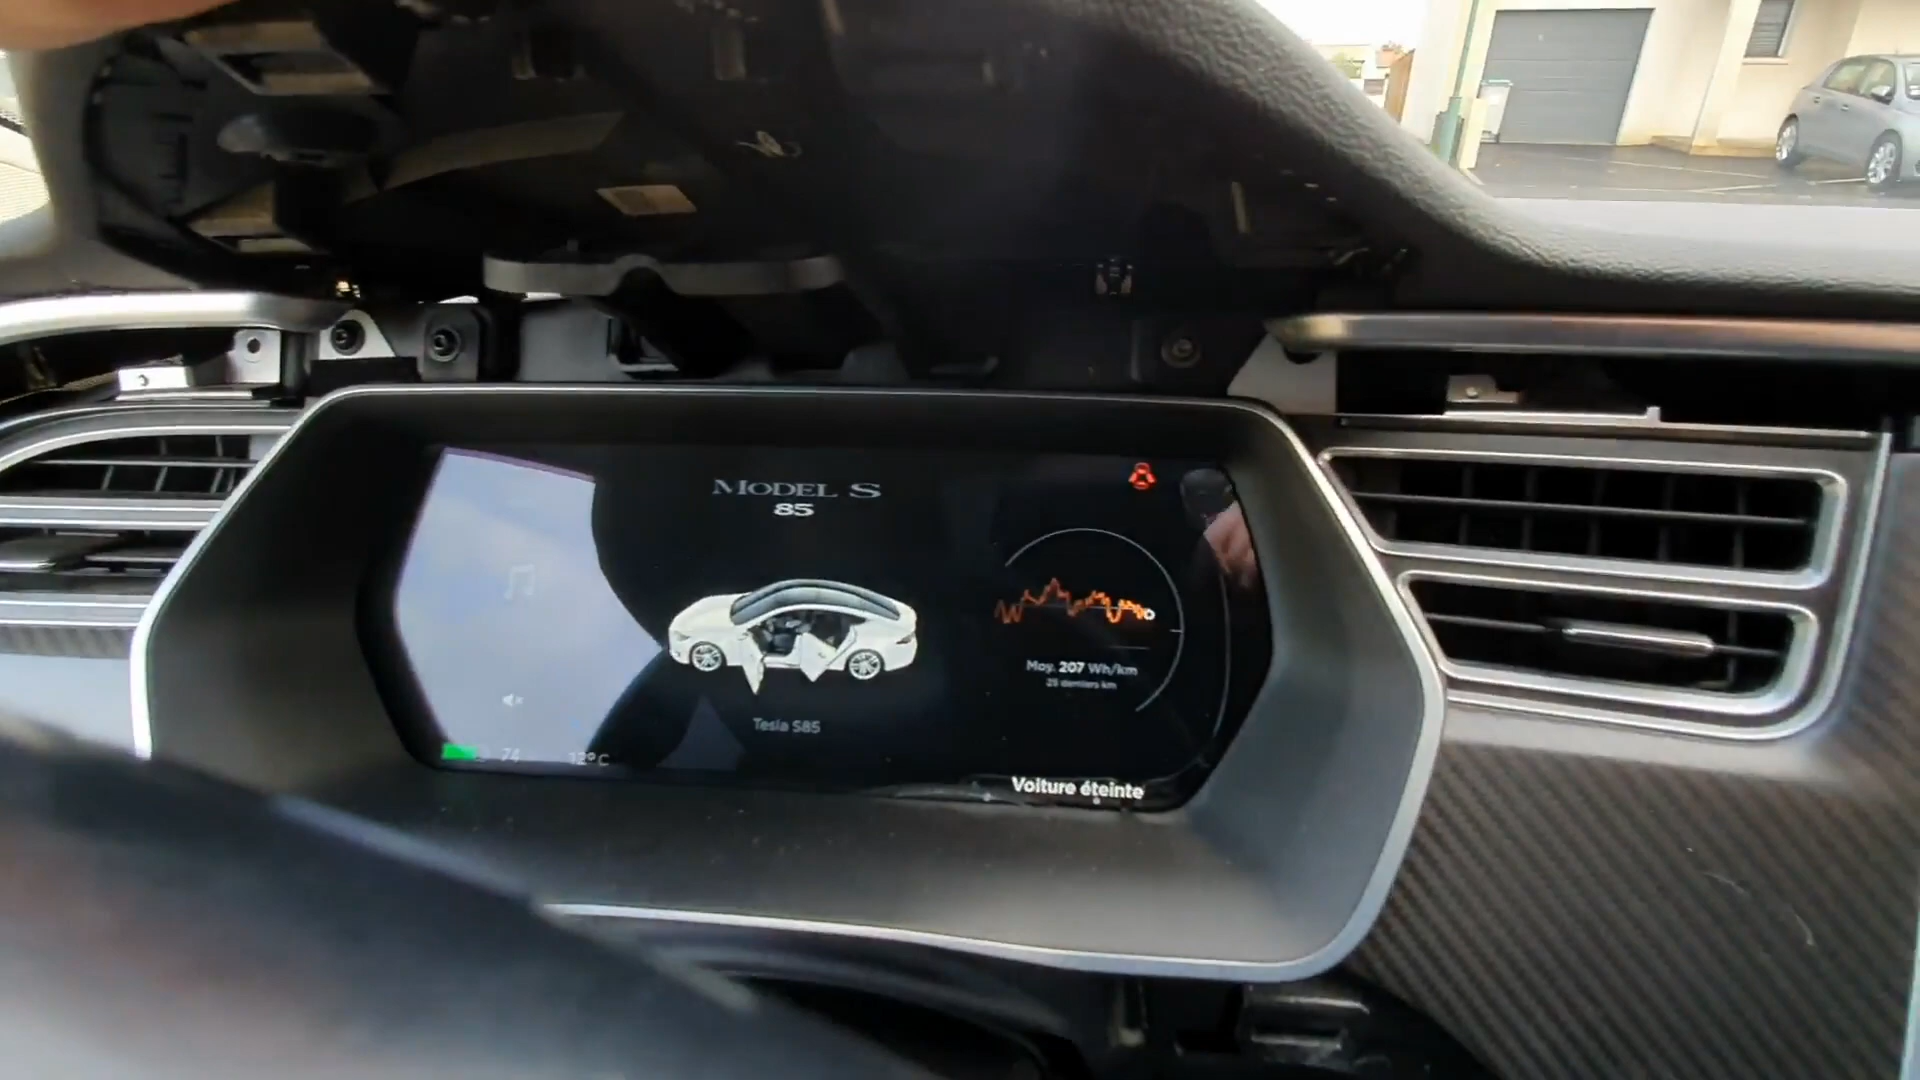 MODEL S
85
Moy. 207 Wh/km
25 derniers km
Tesla S85
74
12°C
Voiture éteinte